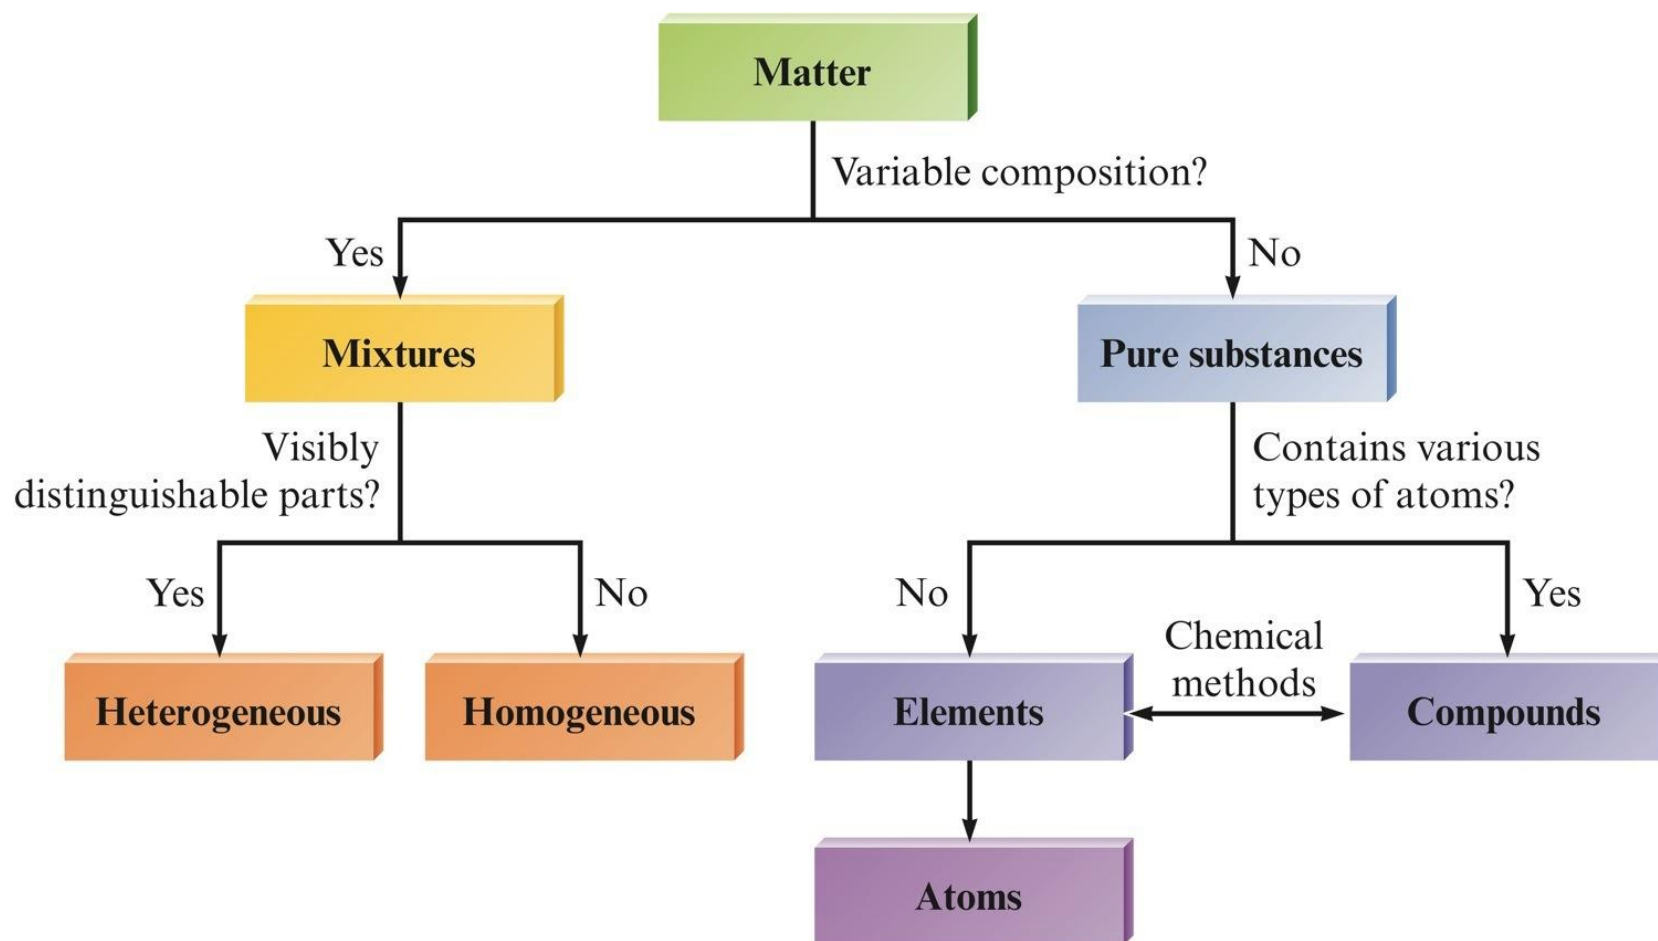 Matter
Variable composition?
Yes
No
Mixtures
Pure substances
Visibly
distinguishable parts?
Contains various
types of atoms?
Yes
No
No
Yes
Chemical
methods
Heterogeneous
Homogeneous
Elements
Compounds
Atoms